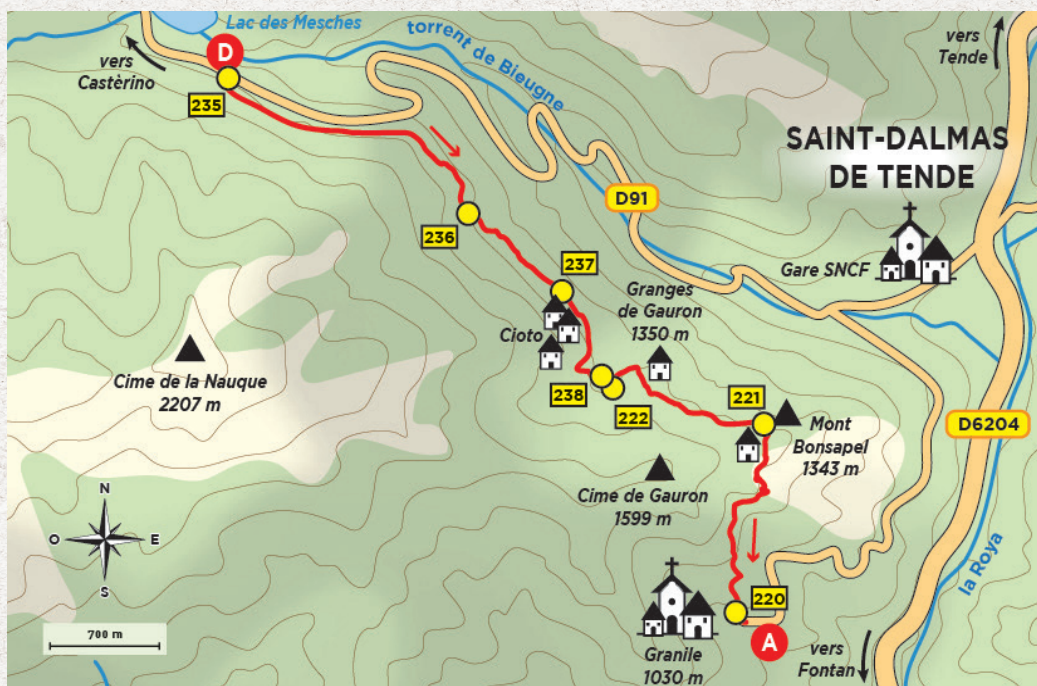 Lac des Mesches
D
vers
Castèrino
235
torrent de Bieugne
vers
Tende
SAINT-DALMAS
DE TENDE
D91
236
Gare SNCF
237
Granges
de Gauron
1350 m
Cioto
Cime de la Nauque
2207 m
238
222
221
Mont
Bonsapel
1343 m
D6204
Cime de Gauron
1599 m
N
O
E
S
la Roya
220
700 m
Granile
1030 m
A
vers
Fontan